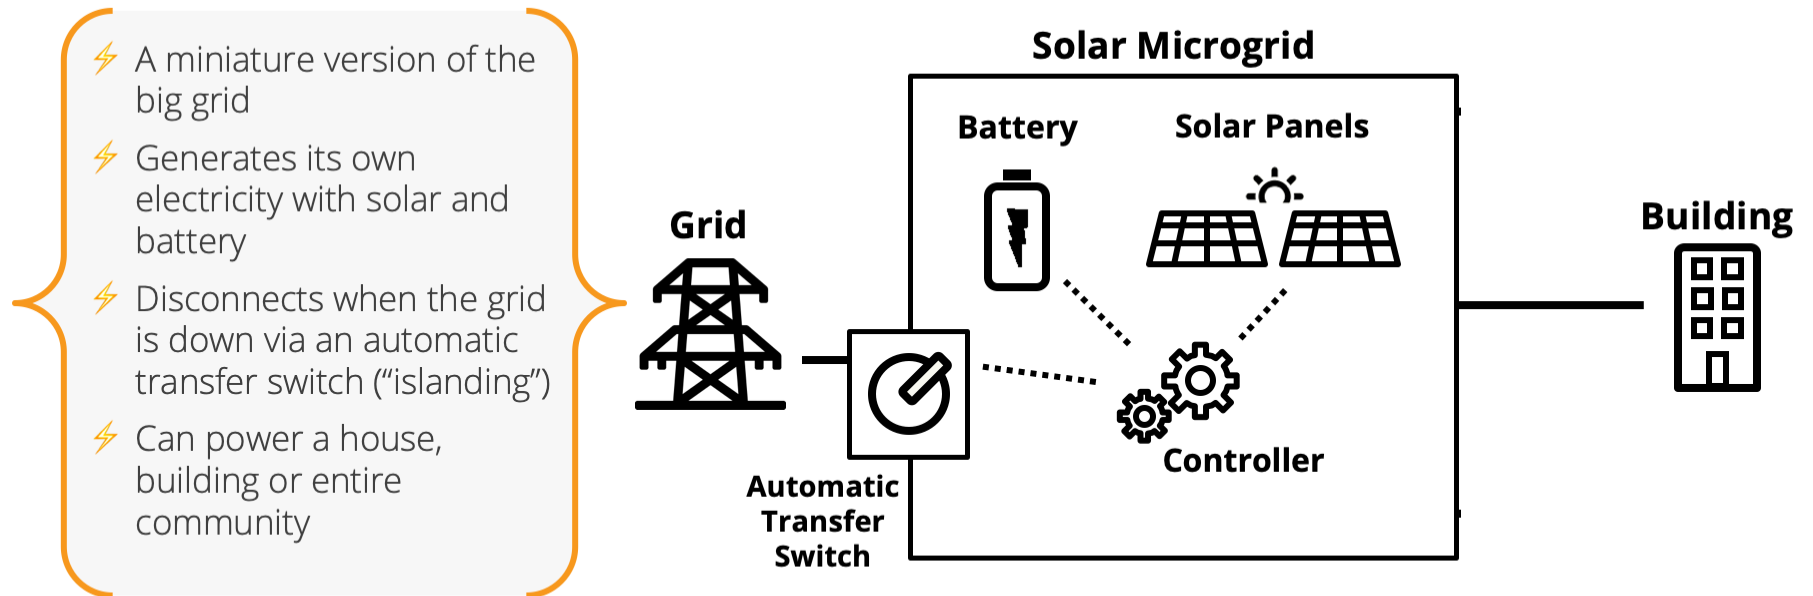 A miniature version of the
big grid
Generates its own
electricity with solar and
battery
Disconnects when the grid
is down via an automatic
transfer switch (“islanding”)
Can power a house,
building or entire
community
Grid
Automatic
Transfer
Switch
Solar Microgrid
Battery
Solar Panels
Controller
Building